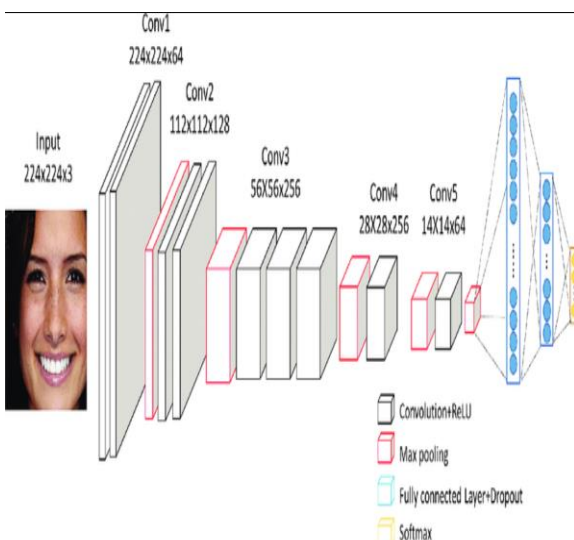 Conv1
224x224x64
Conv2
112x112x128
Input
224x224x3
Conv3
56X56x256
Conv4
28X28x256
Conv5
14X14x64
Convolution+ReLU
Max pooling
Fully connected Layer+Dropout
Softmax